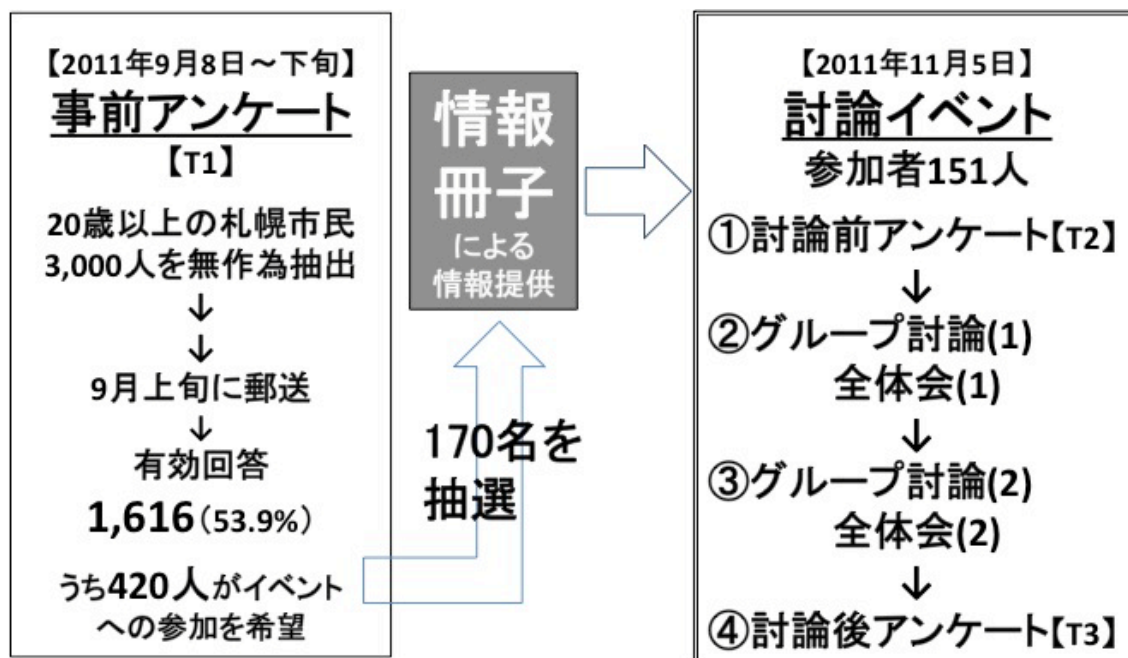 【2011年9月8日～下旬】
事前アンケート
【T1】
20歳以上の札幌市民
3,000人を無作為抽出
↓
↓
9月上旬に郵送
↓
有効回答
1,616（53.9%）
うち420人がイベント
への参加を希望
170名を
抽選
情報
冊子
による
情報提供
【2011年11月5日】
討論イベント
参加者151人
①討論前アンケート【T2】
↓
②グループ討論(1)
全体会(1)
↓
③グループ討論(2)
全体会(2)
↓
④討論後アンケート【T3】